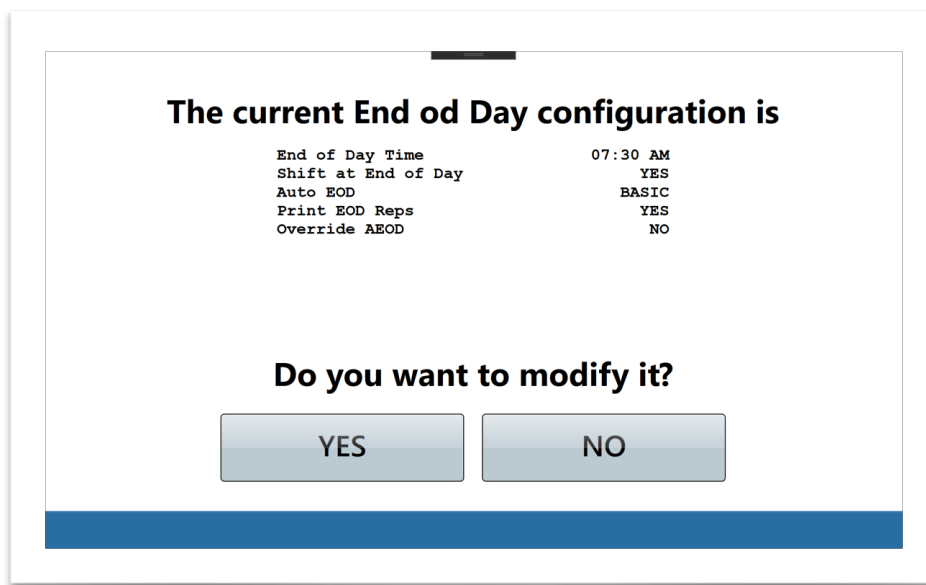 The current End od Day configuration is
End of Day Time 07:30 AM
Shift at End of Day YES
Auto EOD BASIC
Print EOD Reps YES
Override AEOD NO
Do you want to modify it?
YES NO